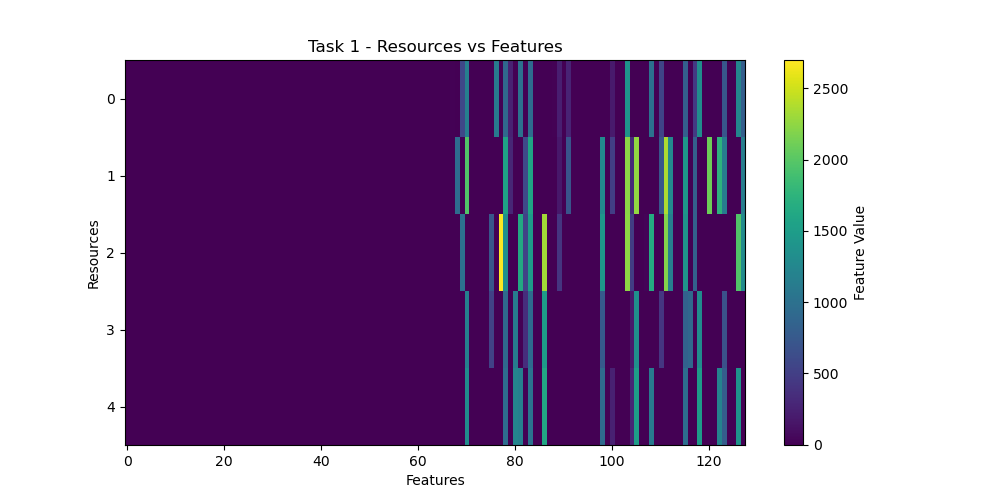 Task 1 - Resources vs Features
Resources
0
1
2
3
4
0 20 40 60 80 100 120
Features
2500
2000
1500
1000
500
0
Feature Value